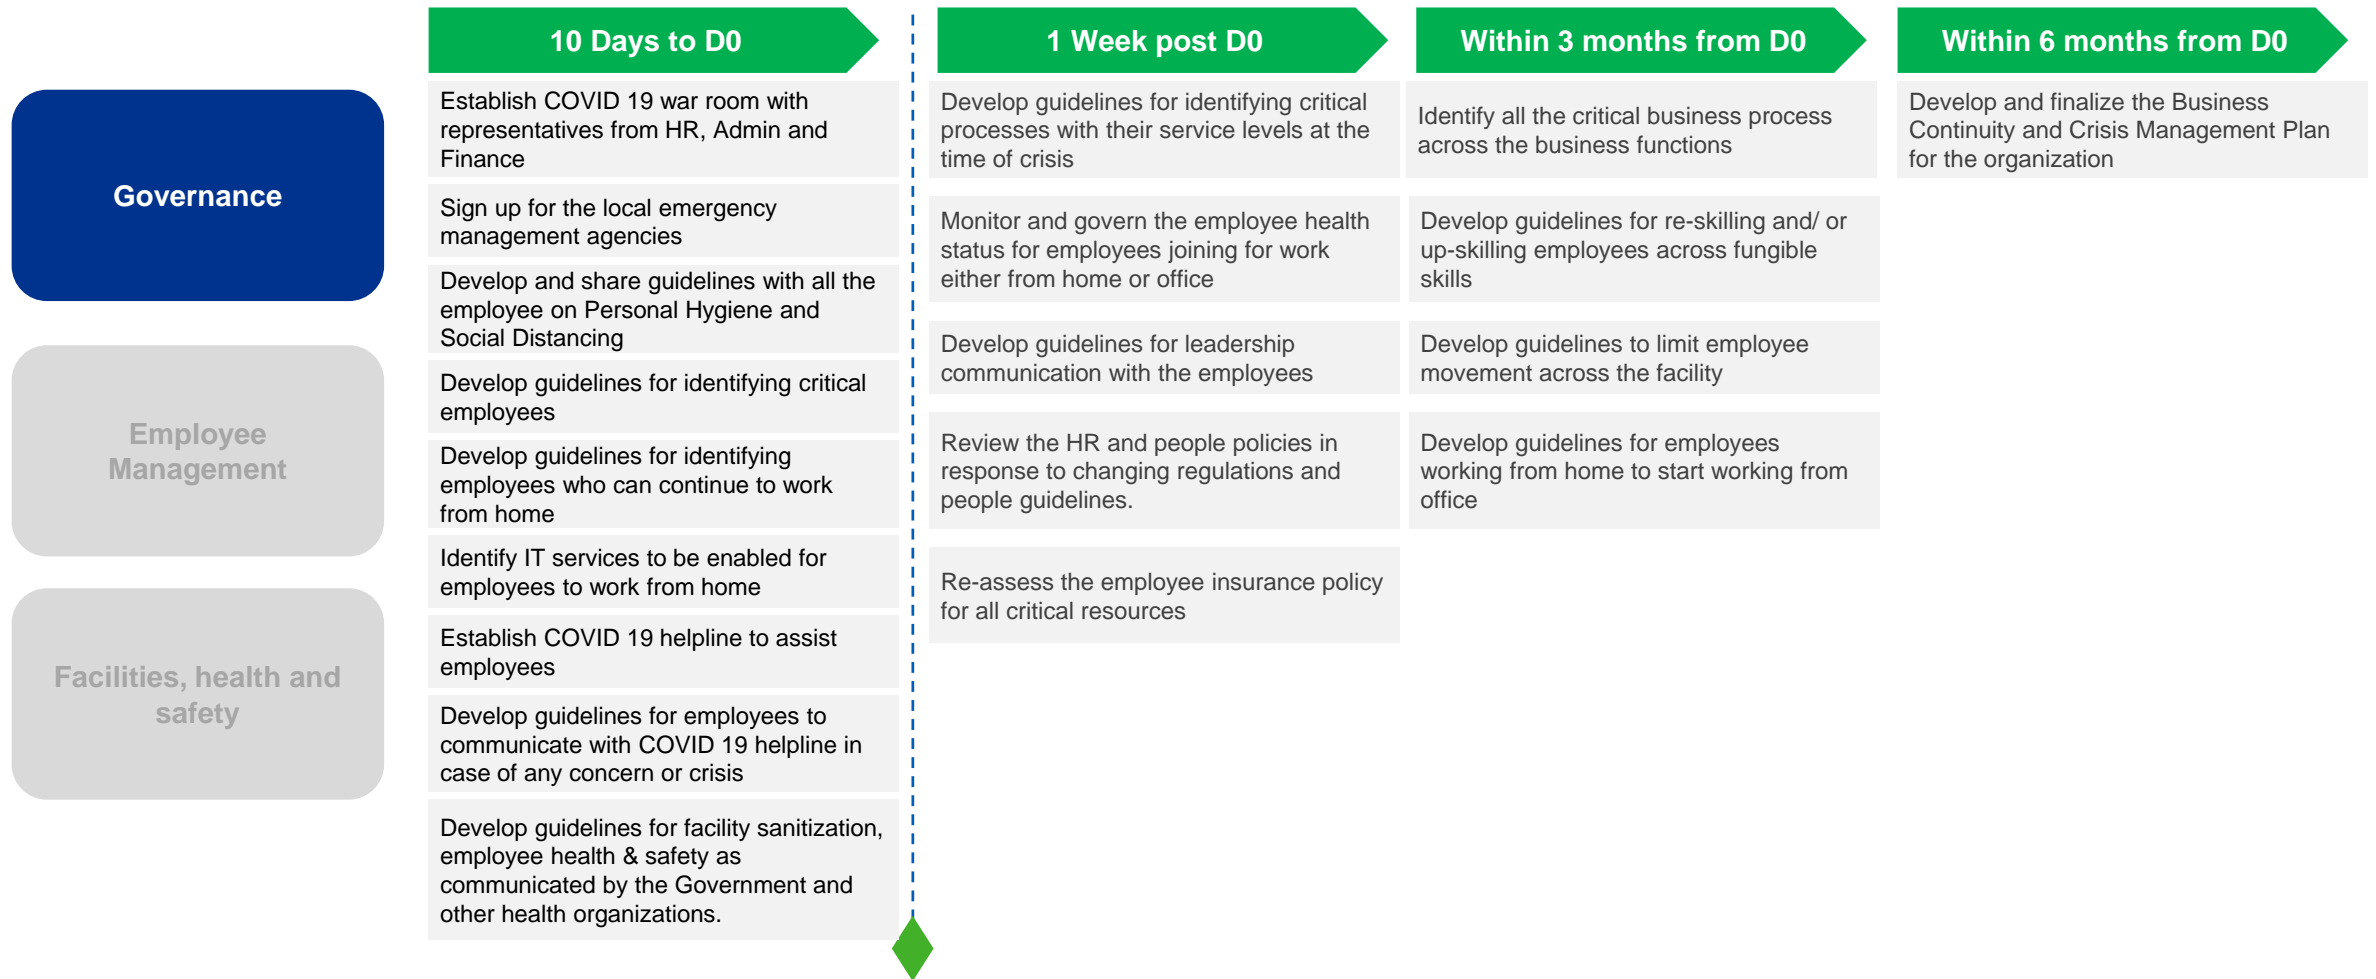 10 Days to D0
1 Week post D0
Within 3 months from D0
Within 6 months from D0
Governance
Employee
Management
Facilities, health and
safety
Establish COVID 19 war room with
representatives from HR, Admin and
Finance
Sign up for the local emergency
management agencies
Develop and share guidelines with all the
employee on Personal Hygiene and
Social Distancing
Develop guidelines for identifying critical
employees
Develop guidelines for identifying
employees who can continue to work
from home
Identify IT services to be enabled for
employees to work from home
Establish COVID 19 helpline to assist
employees
Develop guidelines for employees to
communicate with COVID 19 helpline in
case of any concern or crisis
Develop guidelines for facility sanitization,
employee health & safety as
communicated by the Government and
other health organizations.
Develop guidelines for identifying critical
processes with their service levels at the
time of crisis
Monitor and govern the employee health
status for employees joining for work
either from home or office
Develop guidelines for leadership
communication with the employees
Review the HR and people policies in
response to changing regulations and
people guidelines.
Re-assess the employee insurance policy
for all critical resources
Identify all the critical business process
across the business functions
Develop guidelines for re-skilling and/ or
up-skilling employees across fungible
skills
Develop guidelines to limit employee
movement across the facility
Develop guidelines for employees
working from home to start working from
office
Develop and finalize the Business
Continuity and Crisis Management Plan
for the organization